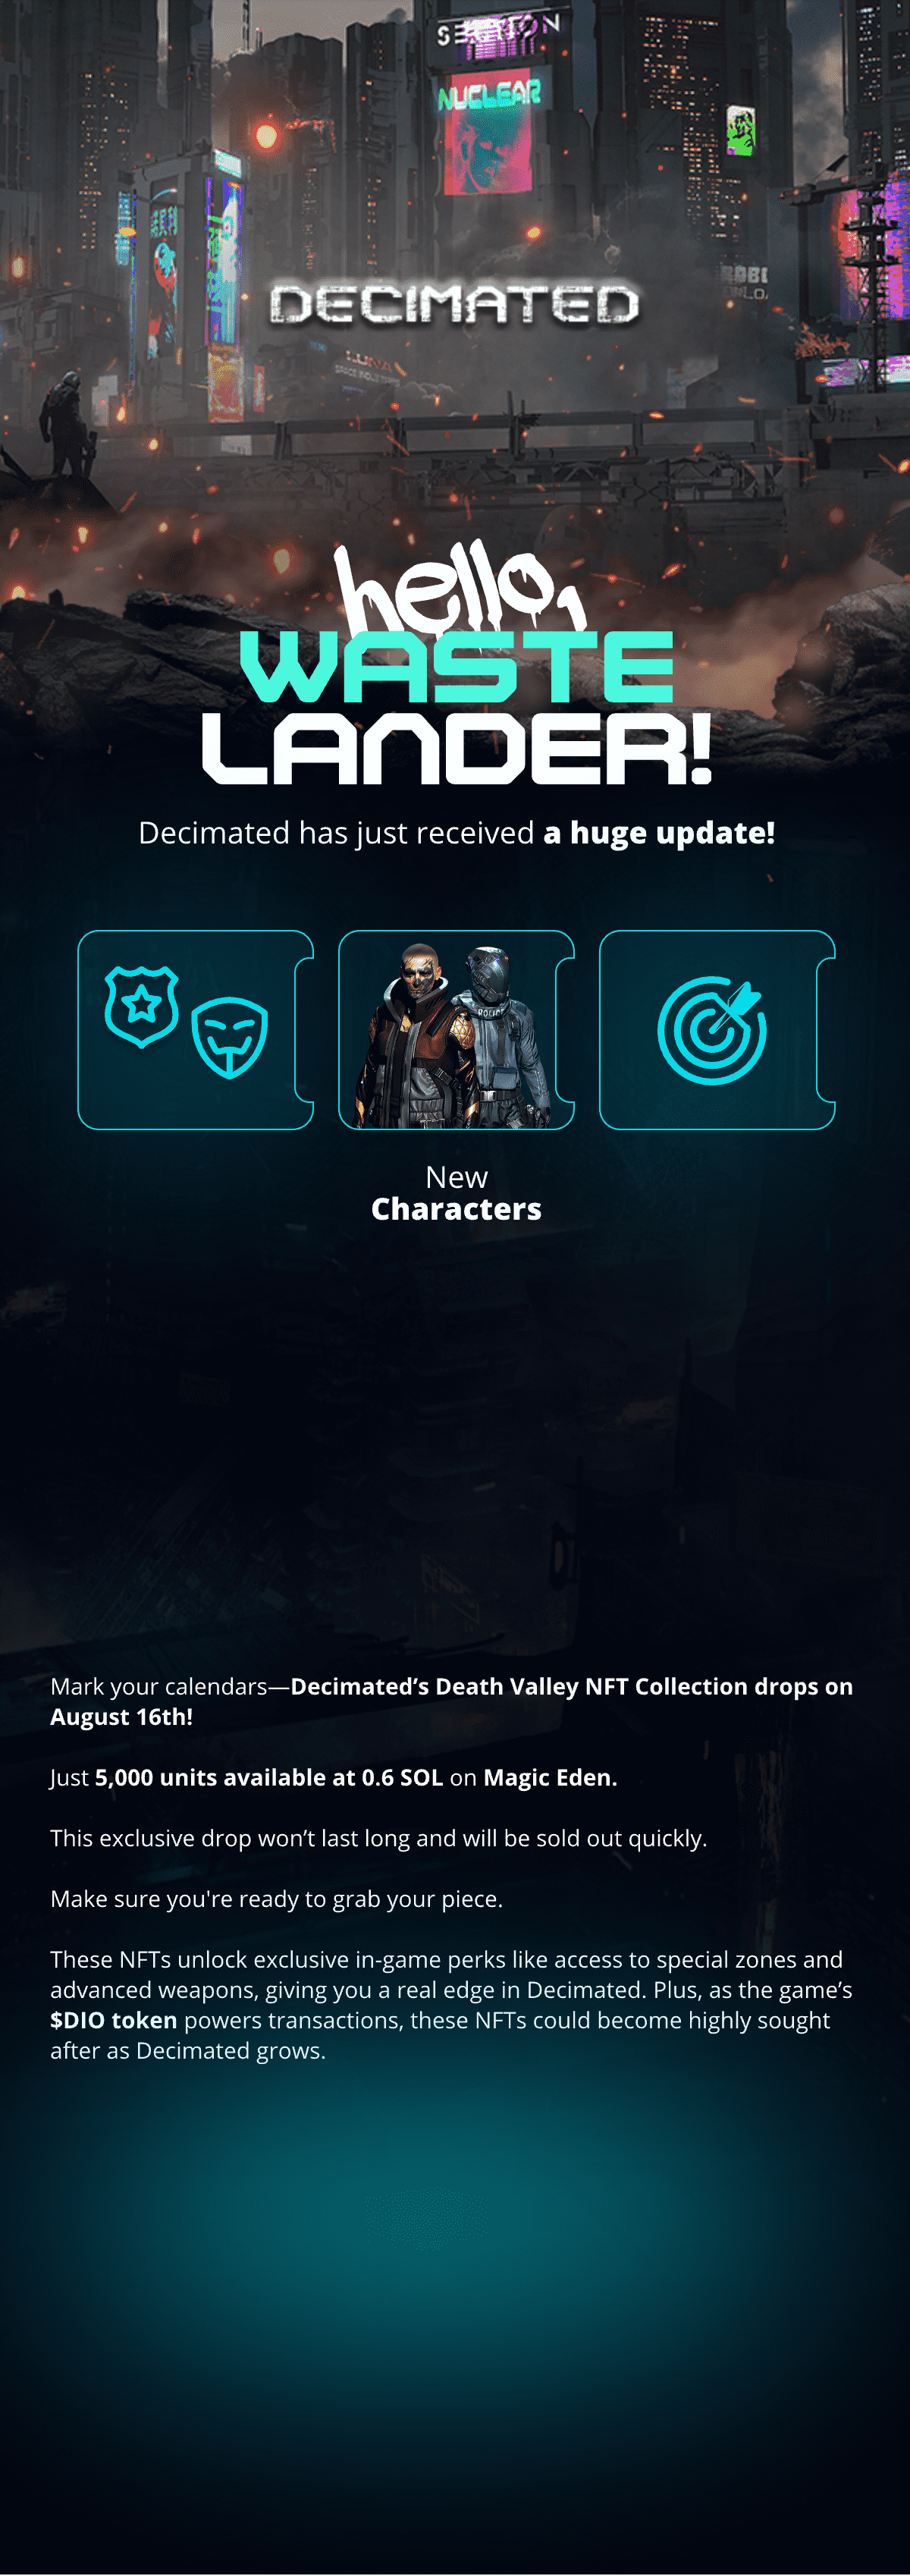 SECTION
NUCLEAR
DECIMATED
hello,
WASTE
LANDER!
Decimated has just received a huge update!
POLICE
New
Characters
Mark your calendars—Decimated’s Death Valley NFT Collection drops on
August 16th!
Just 5,000 units available at 0.6 SOL on Magic Eden.
This exclusive drop won’t last long and will be sold out quickly.
Make sure you're ready to grab your piece.
These NFTs unlock exclusive in-game perks like access to special zones and
advanced weapons, giving you a real edge in Decimated. Plus, as the game’s
$DIO token powers transactions, these NFTs could become highly sought
after as Decimated grows.